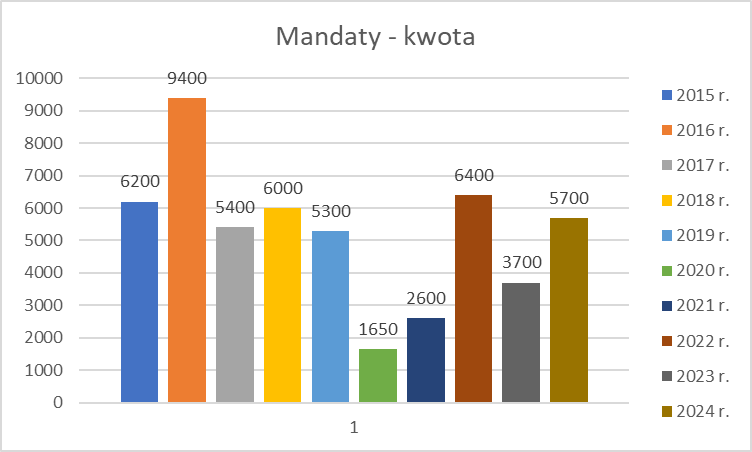 Mandaty - kwota
10000
9000
8000
7000
6000
5000
4000
3000
2000
1000
0
6200
9400
5400
6000
5300
1650
2600
6400
3700
5700
1
2015 r.
2016 r.
2017 r.
2018 r.
2019 r.
2020 r.
2021 r.
2022 r.
2023 r.
2024 r.